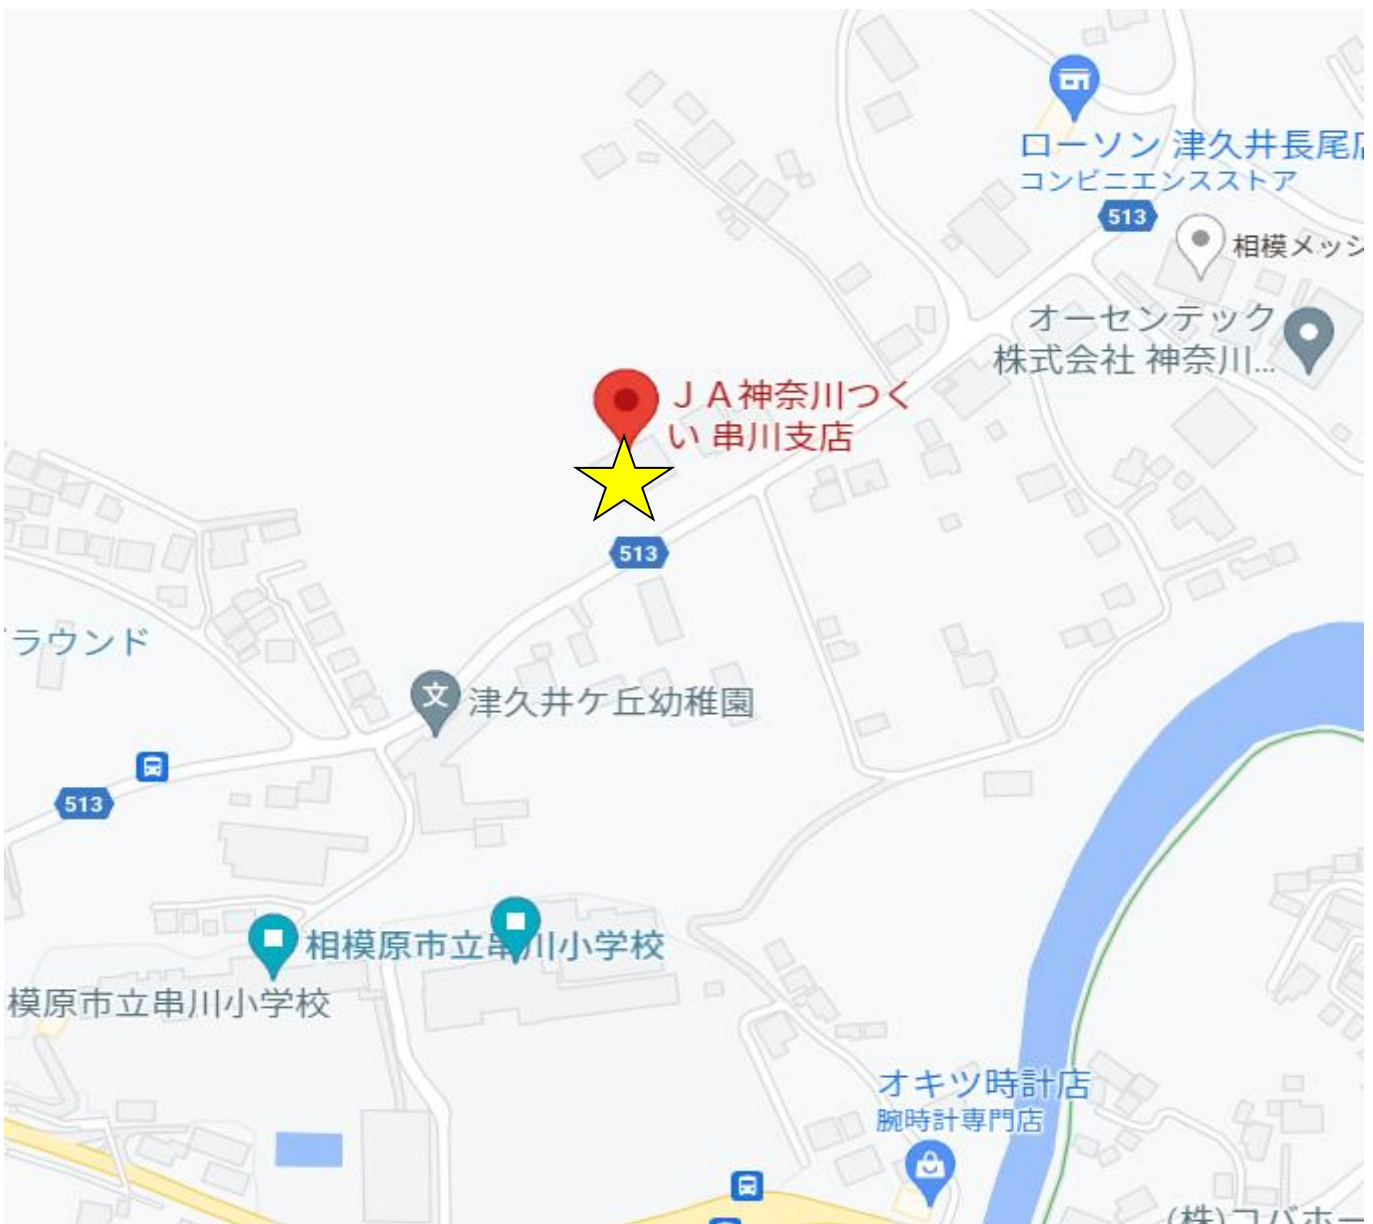 ローソン 津久井長尾店
コンビニエンスストア
513
相模メッシ
オーセンテック
株式会社 神奈川...
ＪＡ神奈川つく
い 串川支店
513
ラウンド
文
津久井ケ丘幼稚園
513
相模原市立串川小学校
模原市立串川小学校
オキツ時計店
腕時計専門店
(株)コバホー